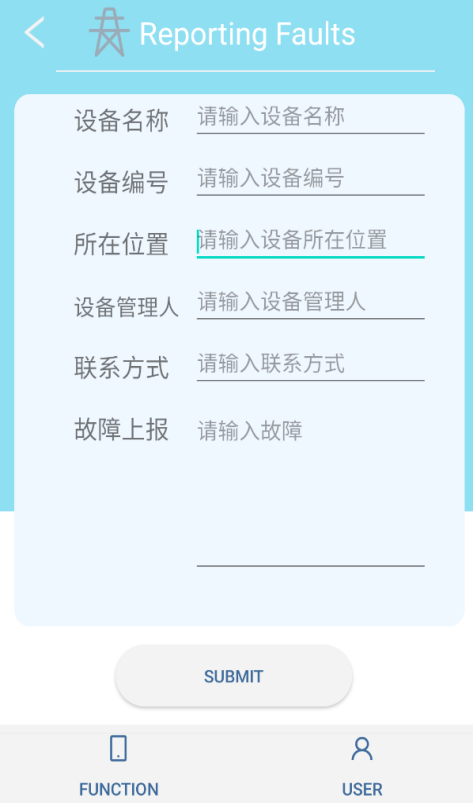 Reporting Faults
设备名称 请输入设备名称
设备编号 请输入设备编号
所在位置 请输入设备所在位置
设备管理人 请输入设备管理人
联系方式 请输入联系方式
故障上报 请输入故障
SUBMIT
FUNCTION USER